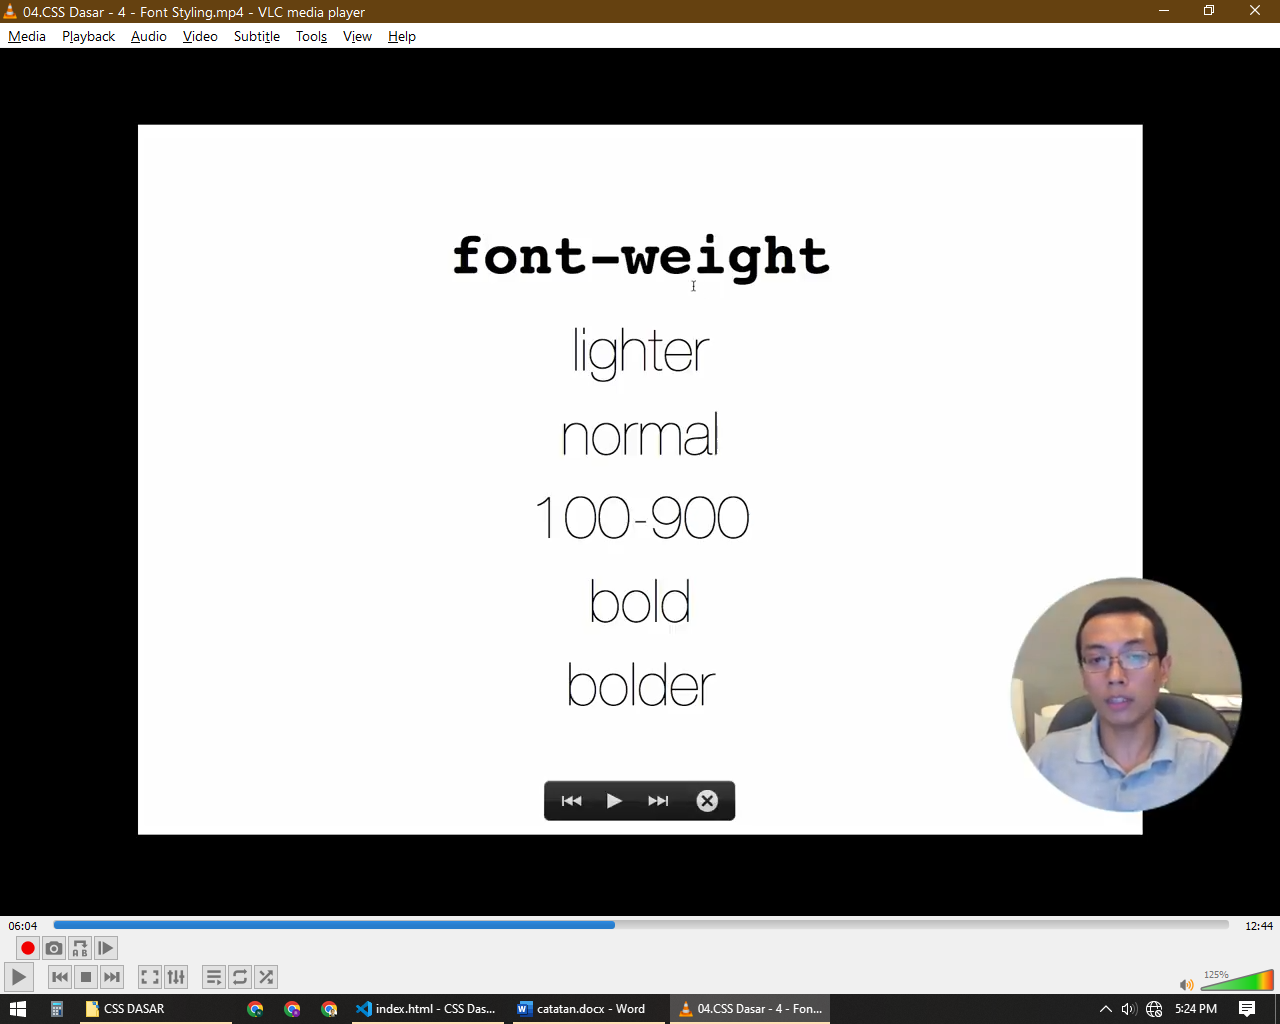 04.CSS Dasar - 4 - Font Styling.mp4 - VLC media player
Media Playback Audio Video Subtitle Tools View Help
font-weight
lighter
normal
100-900
bold
bolder
06:04
12:44
A B
125%
CSS DASAR
index.html - CSS Das...
catatan.docx - Word
04.CSS Dasar - 4 - Fon...
5:24 PM